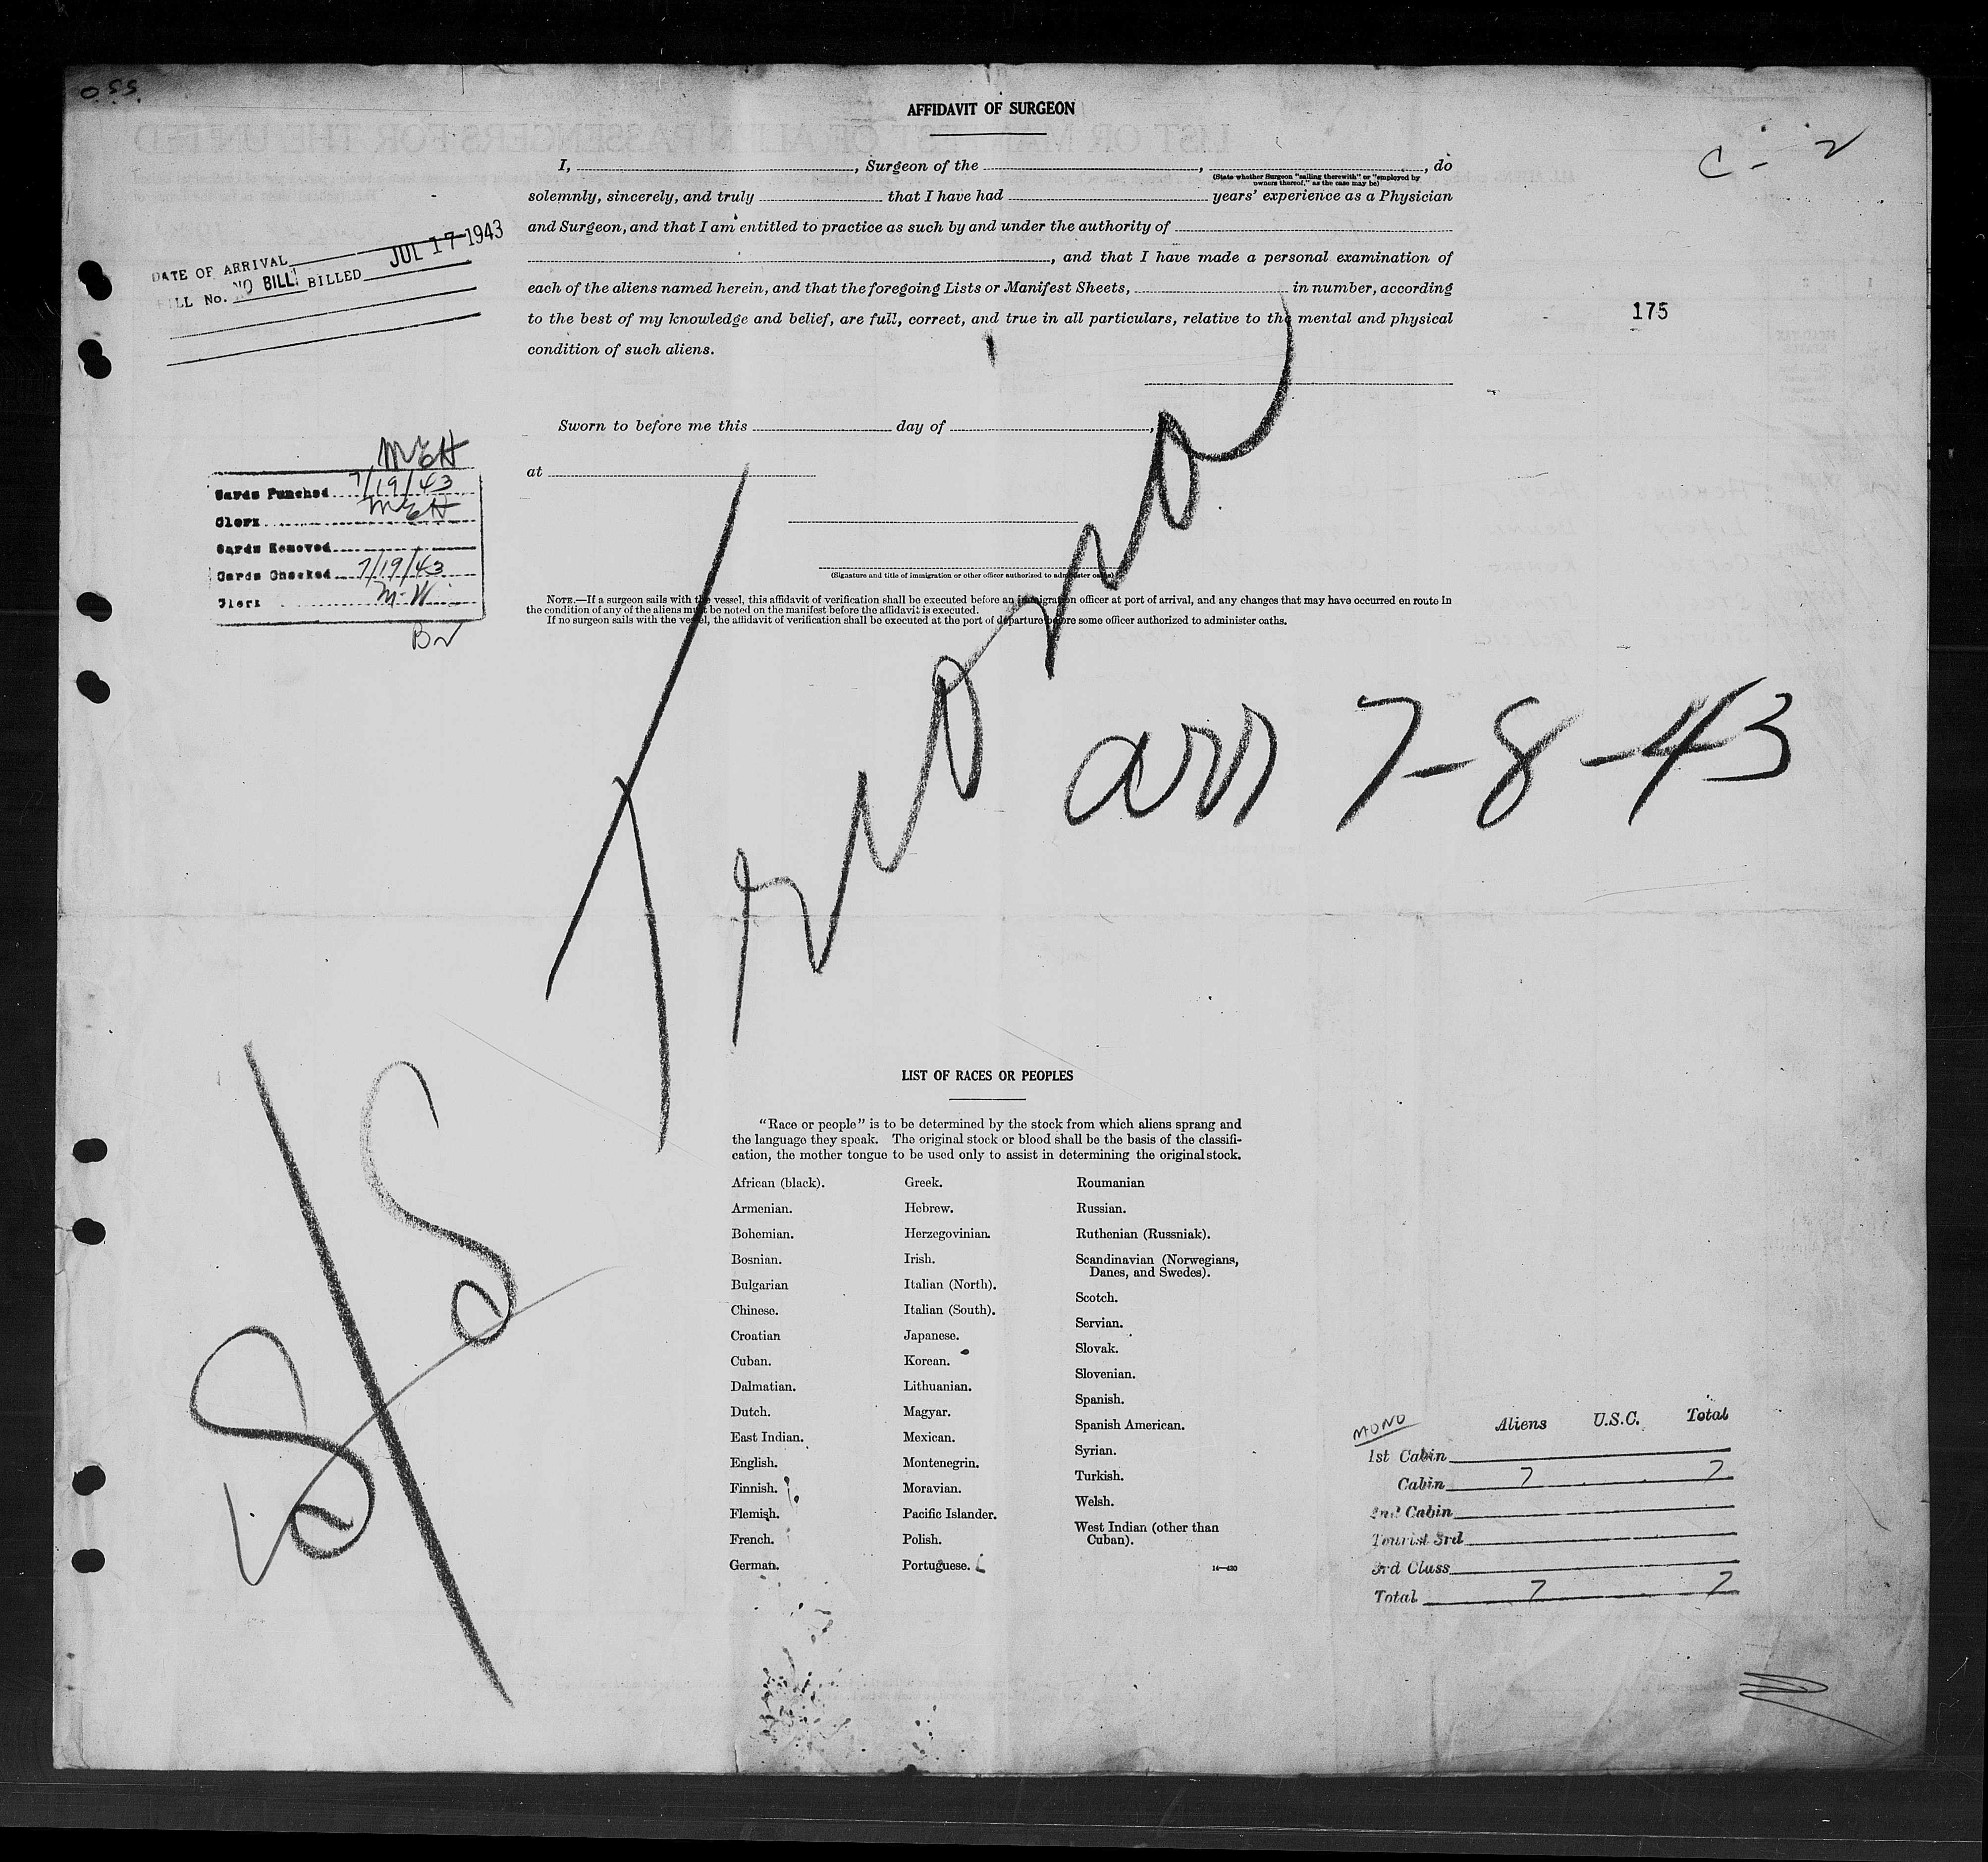 O S S.
AFFIDAVIT OF SURGEON
C - 2
I, , Surgeon of the , , do
(State whether Surgeon "sailing therewith" or "employed by owners thereof," as the case may be)
solemnly, sincerely, and truly that I have had years' experience as a Physician
and Surgeon, and that I am entitled to practice as such by and under the authority of
, and that I have made a personal examination of
each of the aliens named herein, and that the foregoing Lists or Manifest Sheets, in number, according
to the best of my knowledge and belief, are full, correct, and true in all particulars, relative to the mental and physical
condition of such aliens.
DATE OF ARRIVAL JUL 17 1943
BILL No. NO BILL! BILLED
175
Sworn to before me this day of ,
at
(Signature and title of immigration or other officer authorized to administer oaths)
NOTE.—If a surgeon sails with the vessel, this affidavit of verification shall be executed before an immigration officer at port of arrival, and any changes that may have occurred en route in
the condition of any of the aliens must be noted on the manifest before the affidavit is executed.
If no surgeon sails with the vessel, the affidavit of verification shall be executed at the port of departure before some officer authorized to administer oaths.
MEH
Cards Punched 7/19/43
Clerk MEH
Cards Removed
Cards Checked 7/19/43
Clerk M-W
arr 7-8-43
S/S
LIST OF RACES OR PEOPLES
"Race or people" is to be determined by the stock from which aliens sprang and
the language they speak. The original stock or blood shall be the basis of the classifi-
cation, the mother tongue to be used only to assist in determining the original stock.
African (black).
Armenian.
Bohemian.
Bosnian.
Bulgarian
Chinese.
Croatian
Cuban.
Dalmatian.
Dutch.
East Indian.
English.
Finnish.
Flemish.
French.
German.
Greek.
Hebrew.
Herzegovinian.
Irish.
Italian (North).
Italian (South).
Japanese.
Korean.
Lithuanian.
Magyar.
Mexican.
Montenegrin.
Moravian.
Pacific Islander.
Polish.
Portuguese.
Roumanian
Russian.
Ruthenian (Russniak).
Scandinavian (Norwegians,
Danes, and Swedes).
Scotch.
Servian.
Slovak.
Slovenian.
Spanish.
Spanish American.
Syrian.
Turkish.
Welsh.
West Indian (other than
Cuban).
14—430
MONO Aliens U.S.C. Total
1st Cabin
Cabin 7 7
2nd Cabin
Tourist 3rd
3rd Class
Total 7 7